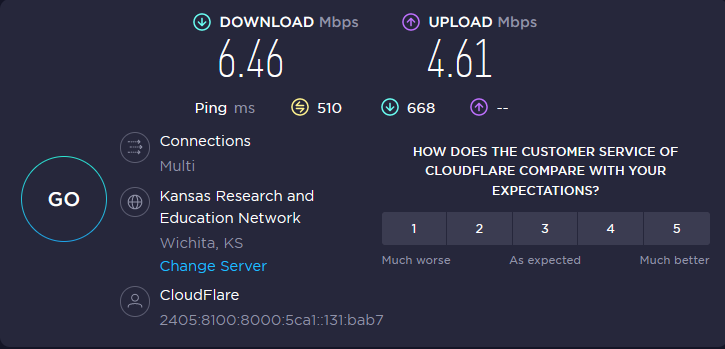 DOWNLOAD Mbps
6.46
UPLOAD Mbps
4.61
Ping ms
510
668
--
GO
Connections
Multi
Kansas Research and
Education Network
Wichita, KS
Change Server
CloudFlare
2405:8100:8000:5ca1::131:bab7
HOW DOES THE CUSTOMER SERVICE OF
CLOUDFLARE COMPARE WITH YOUR
EXPECTATIONS?
1 2 3 4 5
Much worse As expected Much better